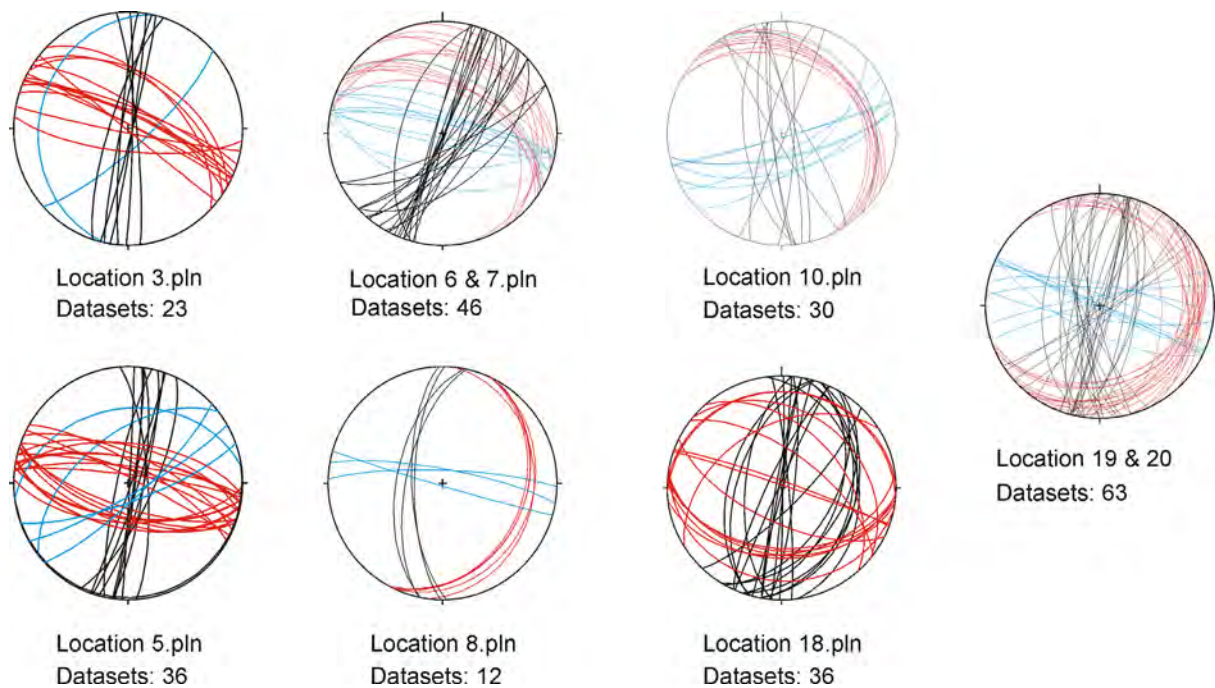 Location 3.pln
Datasets: 23
Location 6 & 7.pln
Datasets: 46
Location 10.pln
Datasets: 30
Location 19 & 20
Datasets: 63
Location 5.pln
Datasets: 36
Location 8.pln
Datasets: 12
Location 18.pln
Datasets: 36